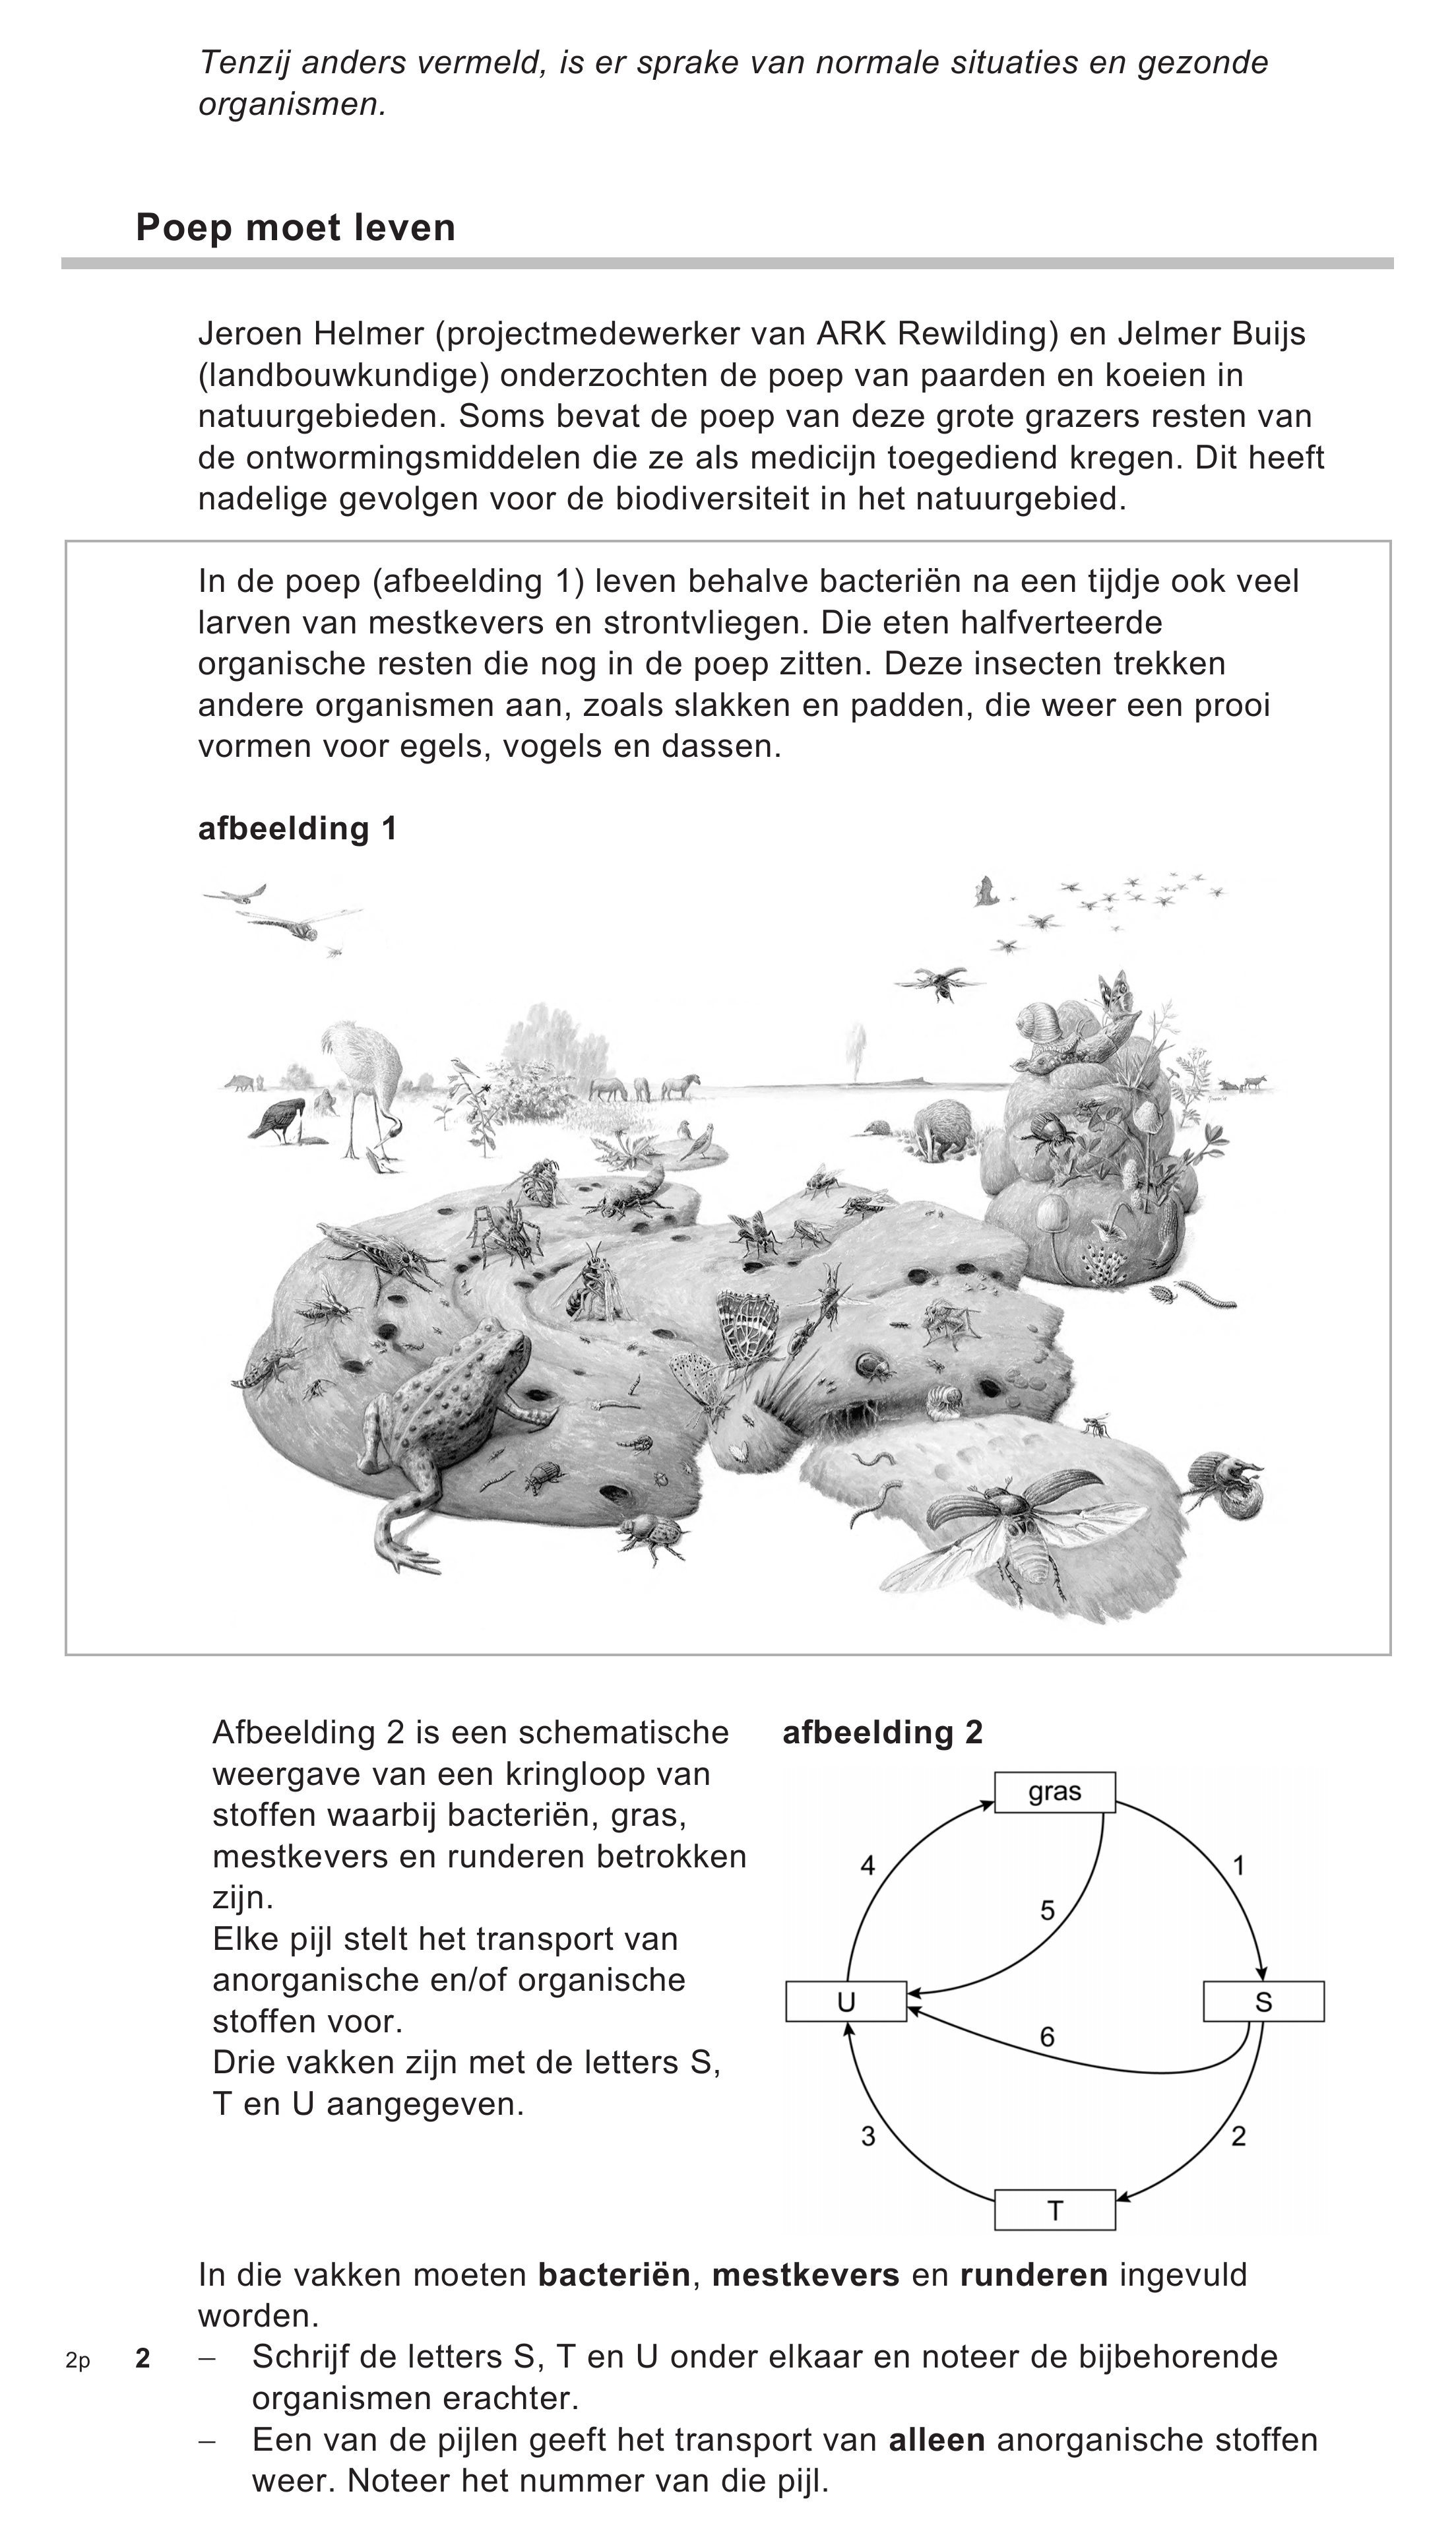 Tenzij anders vermeld, is er sprake van normale situaties en gezonde
organismen.
Poep moet leven
Jeroen Helmer (projectmedewerker van ARK Rewilding) en Jelmer Buijs
(landbouwkundige) onderzochten de poep van paarden en koeien in
natuurgebieden. Soms bevat de poep van deze grote grazers resten van
de ontwormingsmiddelen die ze als medicijn toegediend kregen. Dit heeft
nadelige gevolgen voor de biodiversiteit in het natuurgebied.
In de poep (afbeelding 1) leven behalve bacteriën na een tijdje ook veel
larven van mestkevers en strontvliegen. Die eten halfverteerde
organische resten die nog in de poep zitten. Deze insecten trekken
andere organismen aan, zoals slakken en padden, die weer een prooi
vormen voor egels, vogels en dassen.
afbeelding 1
Afbeelding 2 is een schematische
weergave van een kringloop van
stoffen waarbij bacteriën, gras,
mestkevers en runderen betrokken
zijn.
Elke pijl stelt het transport van
anorganische en/of organische
stoffen voor.
Drie vakken zijn met de letters S,
T en U aangegeven.
afbeelding 2
gras
4
1
5
U
S
6
3
2
T
In die vakken moeten bacteriën, mestkevers en runderen ingevuld
worden.
2p 2 – Schrijf de letters S, T en U onder elkaar en noteer de bijbehorende
organismen erachter.
– Een van de pijlen geeft het transport van alleen anorganische stoffen
weer. Noteer het nummer van die pijl.